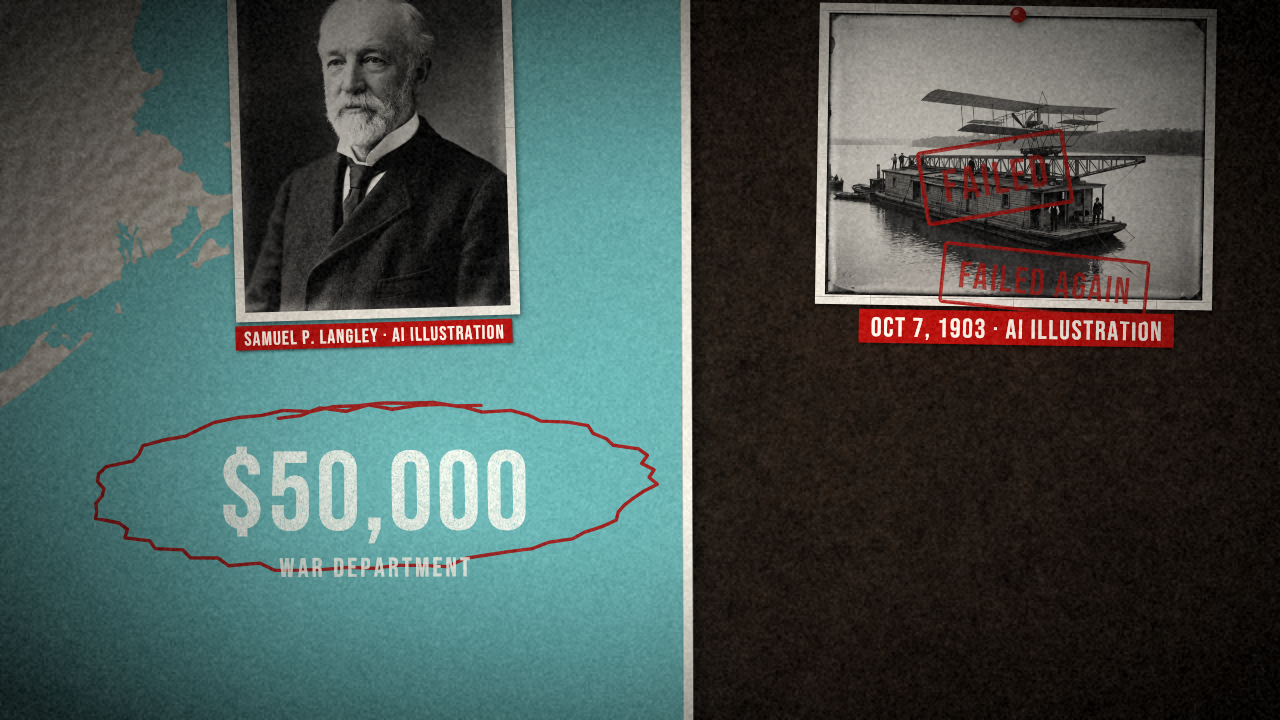 SAMUEL P. LANGLEY · AI ILLUSTRATION
$50,000
WAR DEPARTMENT
FAILED
FAILED AGAIN
OCT 7, 1903 · AI ILLUSTRATION